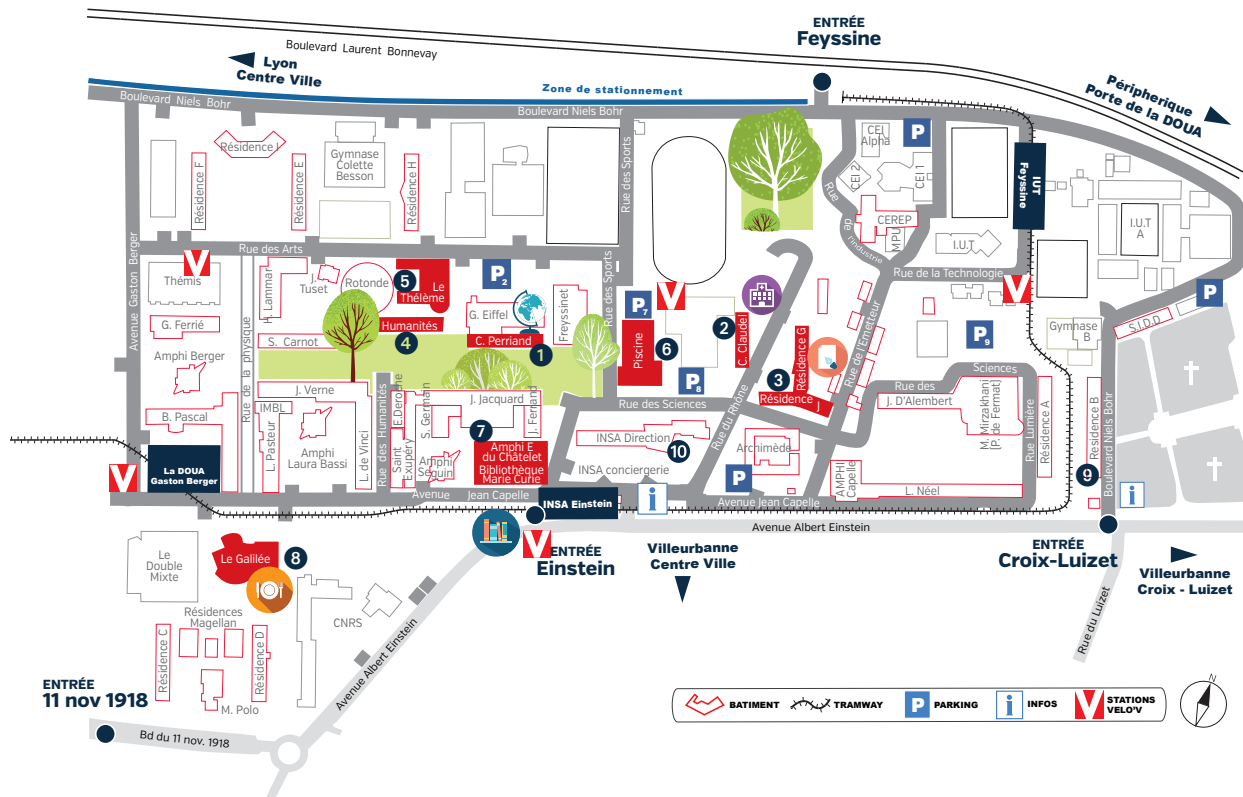 ENTRÉE
Feyssine
Boulevard Laurent Bonnevay
Lyon
Centre Ville
Zone de stationnement
Périphérique
Porte de la DOUA
Boulevard Niels Bohr
Boulevard Niels Bohr
P
CEI
Alpha
CEI 2
CEI 1
Résidence I
Gymnase
Colette
Besson
Résidence F
Résidence E
Résidence H
Rue des Sports
Rue
de
l'industrie
CEREP
MPU
I.U.T
IUT
Feyssine
I.U.T
A
Avenue Gaston Berger
Rue des Arts
Rue des Sports
Rue de la Technologie
V
Thémis
H. Lammar
J.
Tuset
Rotonde
5
Le
Thélème
P2
G. Eiffel
Freyssinet
P7
V
2
V
P
G. Ferrié
Humanités
4
C. Perriand
1
Piscine
6
C. Claudel
Résidence G
Rue de l'Emetteur
P9
Gymnase
B
S.I.D.D
S. Carnot
Amphi Berger
Rue de la physique
P8
3
Résidence J
Rue du Rhône
Rue des
Sciences
J. Verne
E.Derouhe
J. Jacquard
Rue des Sciences
J. D'Alembert
M. Mirzakhani
(P. de Fermat)
Rue Lumière
Résidence A
Résidence B
Boulevard Niels Bohr
B. Pascal
IMBL
L. Pasteur
Amphi
Laura Bassi
L. de Vinci
Rue des Humanités
Saint
Exupéry
S. German
7
J. Ferrand
INSA Direction
10
Archimède
Amphi
Seguin
Amphi E
du Châtelet
Bibliothèque
Marie Curie
INSA conciergerie
P
AMPHI
Capelle
L. Néel
9
V
La DOUA
Gaston Berger
Avenue
Jean Capelle
INSA Einstein
i
Avenue Jean Capelle
i
Avenue Albert Einstein
Le
Double
Mixte
Le Galilée
8
V
ENTRÉE
Einstein
Villeurbanne
Centre Ville
ENTRÉE
Croix-Luizet
Villeurbanne
Croix - Luizet
Résidences
Magellan
CNRS
Avenue Albert Einstein
Rue du Luizet
Résidence C
Résidence D
M. Polo
ENTRÉE
11 nov 1918
Bd du 11 nov. 1918
BATIMENT
TRAMWAY
P PARKING
i INFOS
V STATIONS
VELO'V
N